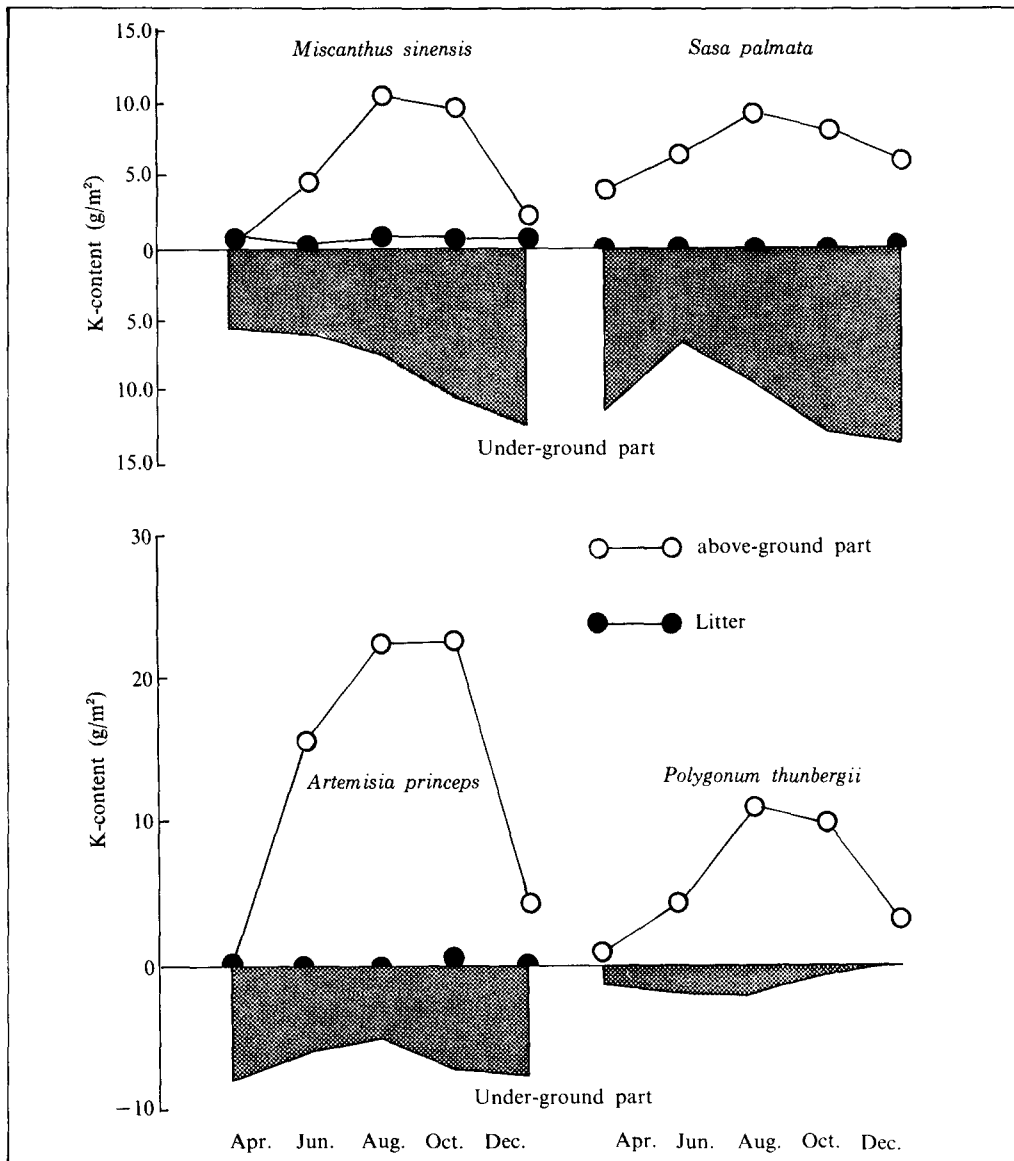 Miscanthus sinensis
Sasa palmata
K-content (g/m²)
15.0
10.0
5.0
0
5.0
10.0
15.0
Under-ground part
above-ground part
Litter
K-content (g/m²)
30
20
10
0
−10
Artemisia princeps
Polygonum thunbergii
Under-ground part
Apr. Jun. Aug. Oct. Dec. Apr. Jun. Aug. Oct. Dec.